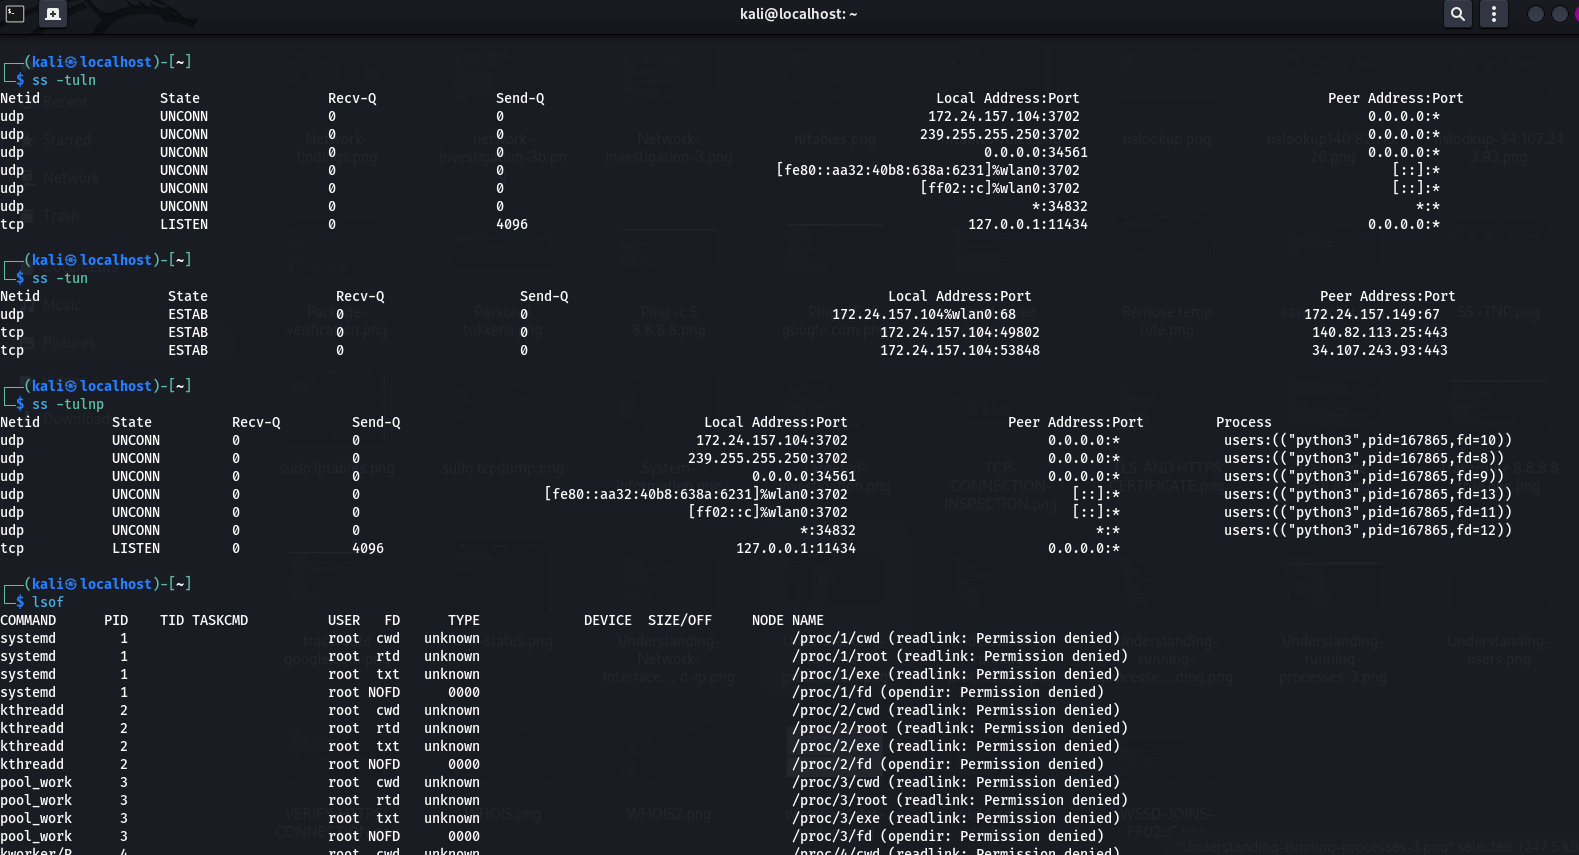 kali@localhost: ~
┌──(kali㉿localhost)-[~]
└─$ ss -tuln
Netid State Recv-Q Send-Q Local Address:Port Peer Address:Port
udp UNCONN 0 0 172.24.157.104:3702 0.0.0.0:*
udp UNCONN 0 0 239.255.255.250:3702 0.0.0.0:*
udp UNCONN 0 0 0.0.0.0:34561 0.0.0.0:*
udp UNCONN 0 0 [fe80::aa32:40b8:638a:6231]%wlan0:3702 [::]:*
udp UNCONN 0 0 [ff02::c]%wlan0:3702 [::]:*
udp UNCONN 0 0 *:34832 *:*
tcp LISTEN 0 4096 127.0.0.1:11434 0.0.0.0:*
┌──(kali㉿localhost)-[~]
└─$ ss -tun
Netid State Recv-Q Send-Q Local Address:Port Peer Address:Port
udp ESTAB 0 0 172.24.157.104%wlan0:68 172.24.157.149:67
tcp ESTAB 0 0 172.24.157.104:49802 140.82.113.25:443
tcp ESTAB 0 0 172.24.157.104:53848 34.107.243.93:443
┌──(kali㉿localhost)-[~]
└─$ ss -tulnp
Netid State Recv-Q Send-Q Local Address:Port Peer Address:Port Process
udp UNCONN 0 0 172.24.157.104:3702 0.0.0.0:* users:(("python3",pid=167865,fd=10))
udp UNCONN 0 0 239.255.255.250:3702 0.0.0.0:* users:(("python3",pid=167865,fd=8))
udp UNCONN 0 0 0.0.0.0:34561 0.0.0.0:* users:(("python3",pid=167865,fd=9))
udp UNCONN 0 0 [fe80::aa32:40b8:638a:6231]%wlan0:3702 [::]:* users:(("python3",pid=167865,fd=13))
udp UNCONN 0 0 [ff02::c]%wlan0:3702 [::]:* users:(("python3",pid=167865,fd=11))
udp UNCONN 0 0 *:34832 *:* users:(("python3",pid=167865,fd=12))
tcp LISTEN 0 4096 127.0.0.1:11434 0.0.0.0:*
┌──(kali㉿localhost)-[~]
└─$ lsof
COMMAND PID TID TASKCMD USER FD TYPE DEVICE SIZE/OFF NODE NAME
systemd 1 root cwd unknown /proc/1/cwd (readlink: Permission denied)
systemd 1 root rtd unknown /proc/1/root (readlink: Permission denied)
systemd 1 root txt unknown /proc/1/exe (readlink: Permission denied)
systemd 1 root NOFD 0000 /proc/1/fd (opendir: Permission denied)
kthreadd 2 root cwd unknown /proc/2/cwd (readlink: Permission denied)
kthreadd 2 root rtd unknown /proc/2/root (readlink: Permission denied)
kthreadd 2 root txt unknown /proc/2/exe (readlink: Permission denied)
kthreadd 2 root NOFD 0000 /proc/2/fd (opendir: Permission denied)
pool_work 3 root cwd unknown /proc/3/cwd (readlink: Permission denied)
pool_work 3 root rtd unknown /proc/3/root (readlink: Permission denied)
pool_work 3 root txt unknown /proc/3/exe (readlink: Permission denied)
pool_work 3 root NOFD 0000 /proc/3/fd (opendir: Permission denied)
kworker/R 4 root cwd unknown /proc/4/cwd (readlink: Permission denied)